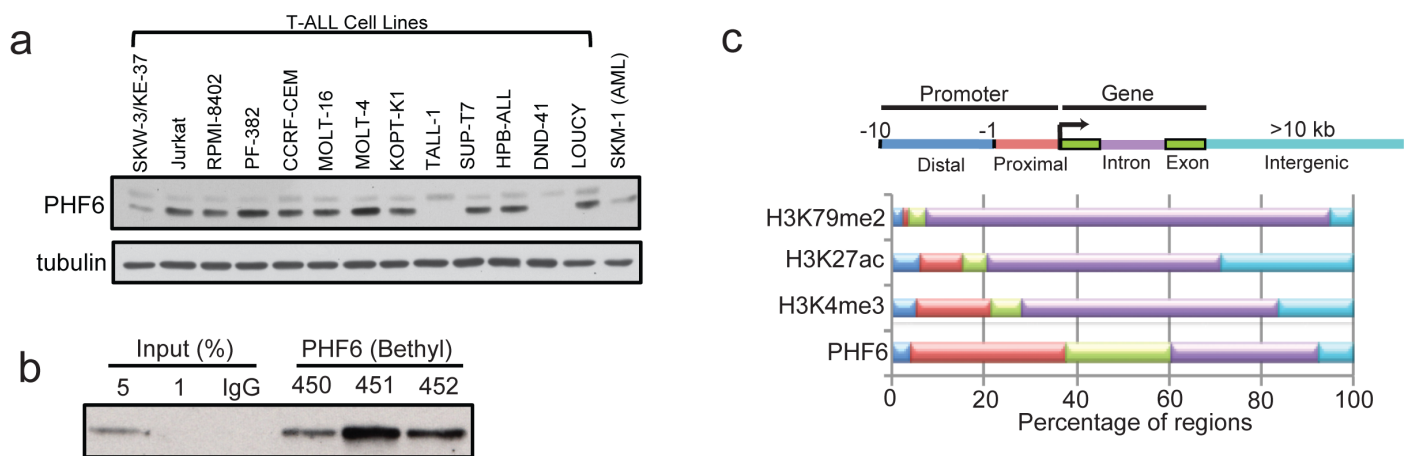 a
T-ALL Cell Lines
SKW-3/KE-37
Jurkat
RPMI-8402
PF-382
CCRF-CEM
MOLT-16
MOLT-4
KOPT-K1
TALL-1
SUP-T7
HPB-ALL
DND-41
LOUCY
SKM-1 (AML)
PHF6
tubulin
b
Input (%) PHF6 (Bethyl)
5 1 IgG 450 451 452
c
Promoter Gene
-10 -1 >10 kb
Distal Proximal Intron Exon Intergenic
H3K79me2
H3K27ac
H3K4me3
PHF6
0 20 40 60 80 100
Percentage of regions